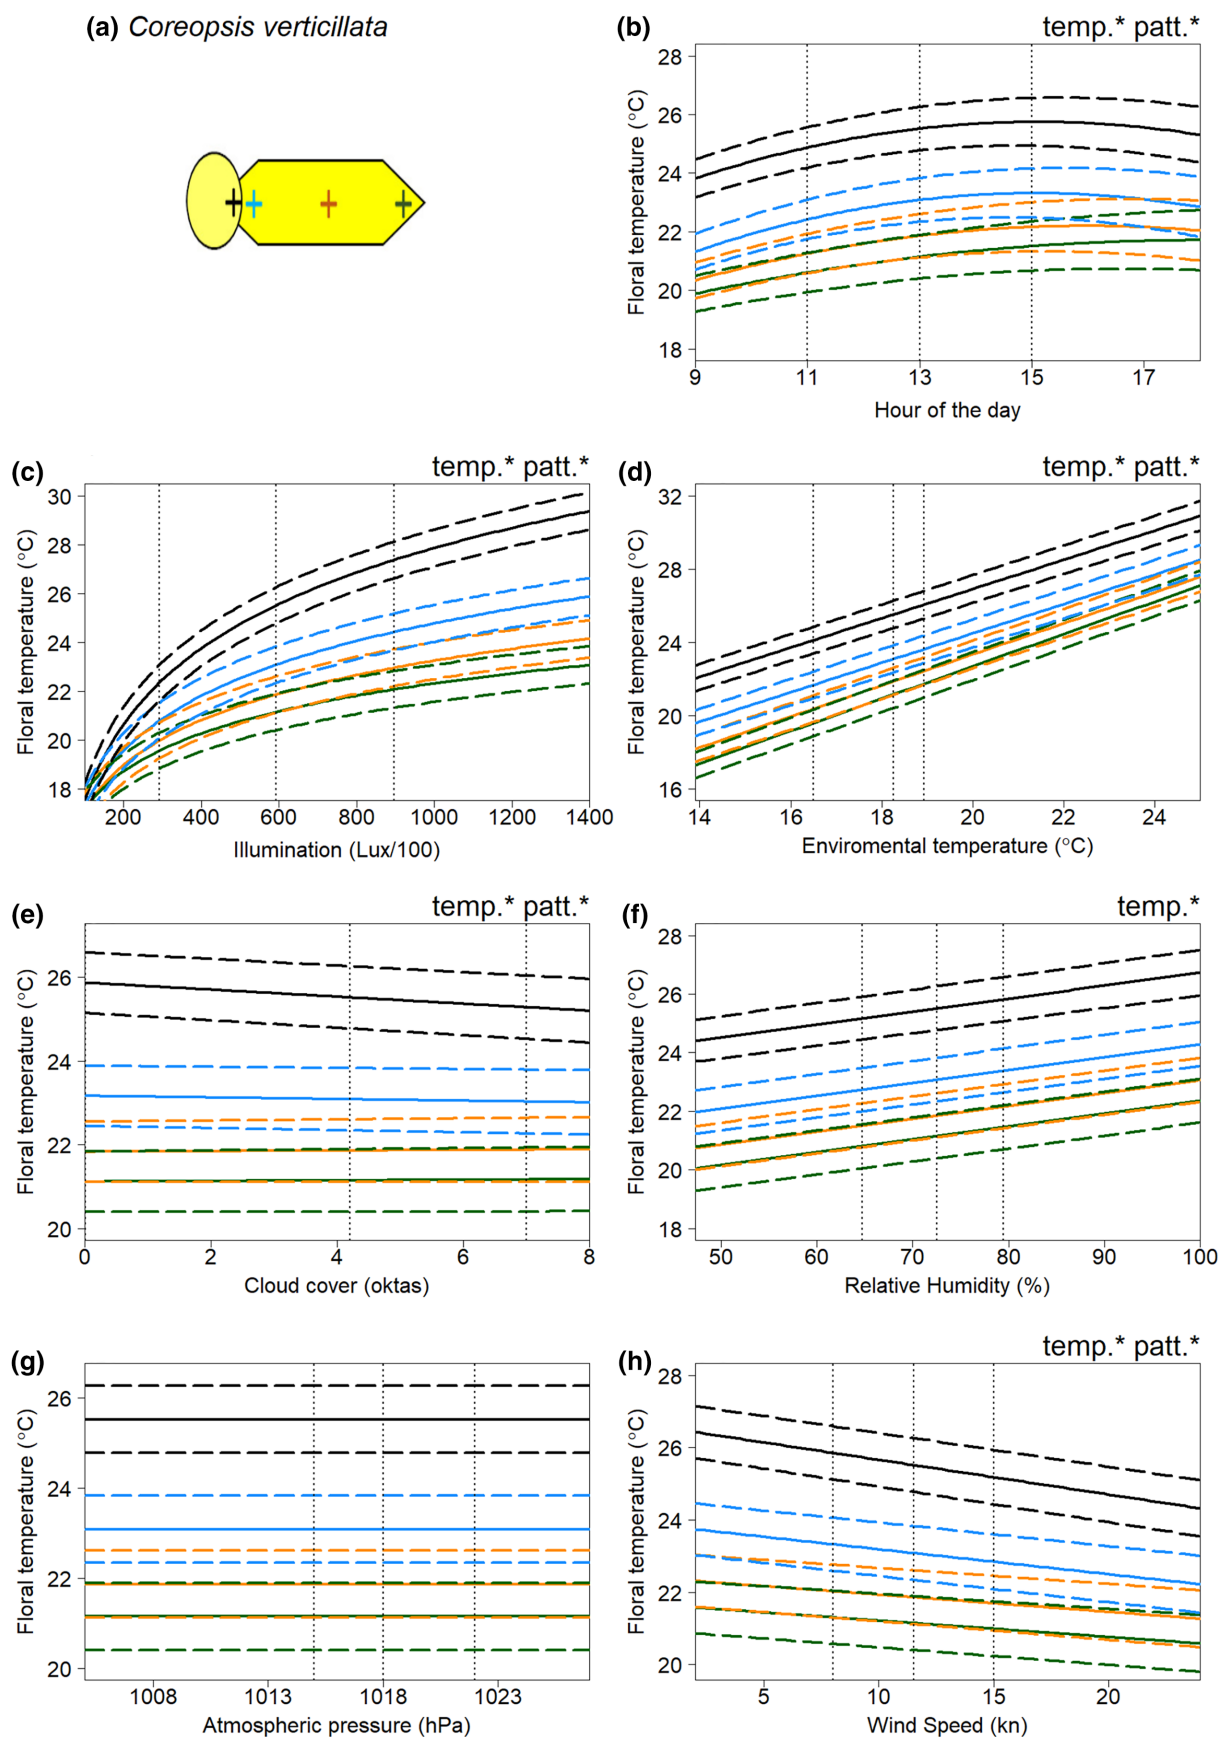 (a) Coreopsis verticillata
(b)
temp.* patt.*
28
26
24
22
20
18
Floral temperature (°C)
9 11 13 15 17
Hour of the day
(c)
temp.* patt.*
30
28
26
24
22
20
18
Floral temperature (°C)
200 400 600 800 1000 1200 1400
Illumination (Lux/100)
(d)
temp.* patt.*
32
28
24
20
16
Floral temperature (°C)
14 16 18 20 22 24
Enviromental temperature (°C)
(e)
temp.* patt.*
26
24
22
20
Floral temperature (°C)
0 2 4 6 8
Cloud cover (oktas)
(f)
temp.*
28
26
24
22
20
18
Floral temperature (°C)
50 60 70 80 90 100
Relative Humidity (%)
(g)
26
24
22
20
Floral temperature (°C)
1008 1013 1018 1023
Atmospheric pressure (hPa)
(h)
temp.* patt.*
28
26
24
22
20
Floral temperature (°C)
5 10 15 20
Wind Speed (kn)